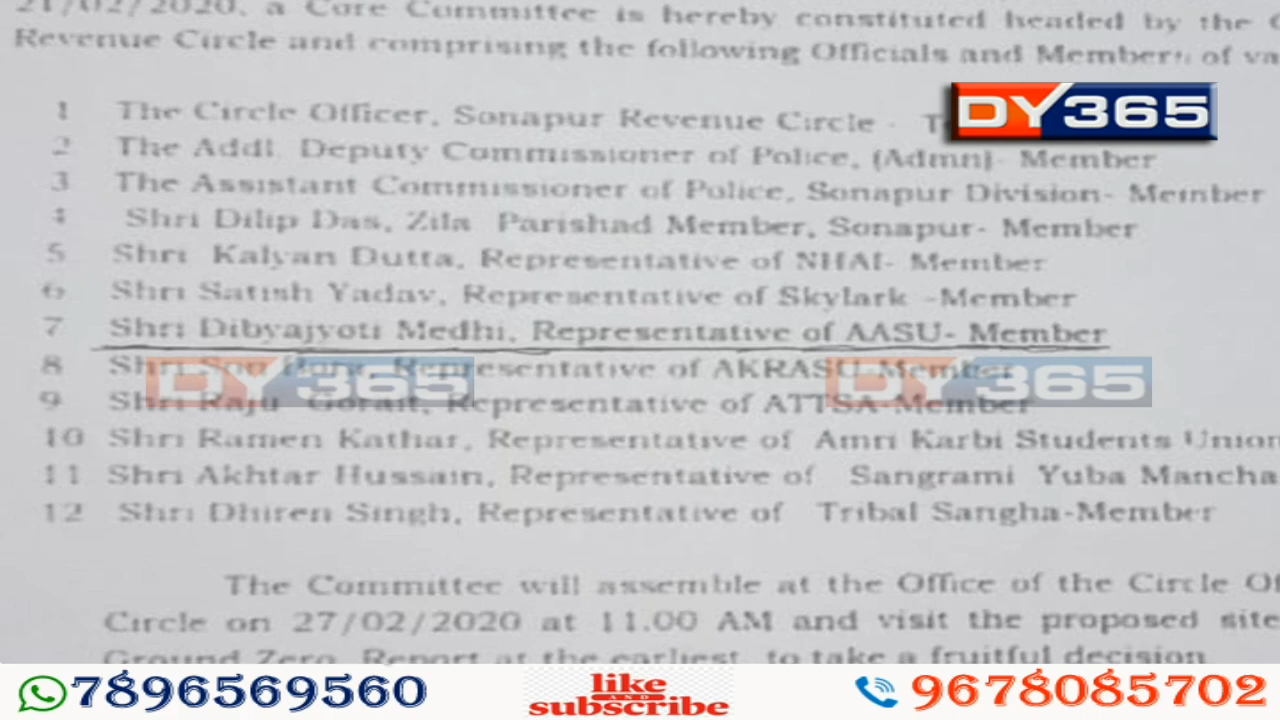 21/02/2020, a Core Committee is hereby constituted headed by the
Revenue Circle and comprising the following Officials and Members of
1 The Circle Officer, Sonapur Revenue Circle -
DY365
2 The Addl. Deputy Commissioner of Police, (Admn)- Member
3 The Assistant Commissioner of Police, Sonapur Division- Member
4 Shri Dilip Das, Zila Parishad Member, Sonapur- Member
5 Shri Kalyan Dutta, Representative of NHAI- Member
6 Shri Satish Yadav, Representative of Skylark -Member
7 Shri Dibyajyoti Medhi, Representative of AASU- Member
8 Shri Representative of AKRASU-Member
DY365 DY365
9 Shri Raju Representative of ATTSA-Member
10 Shri Ramen Kathar, Representative of Amri Karbi Students Union
11 Shri Akhtar Hussain, Representative of Sangrami Yuba Mancha
12 Shri Dhiren Singh, Representative of Tribal Sangha-Member
The Committee will assemble at the Office of the Circle
Circle on 27/02/2020 at 11.00 AM and visit the proposed site
Ground Zero. Report at the earliest to take a fruitful decision
7896569560 like AND subscribe 9678085702